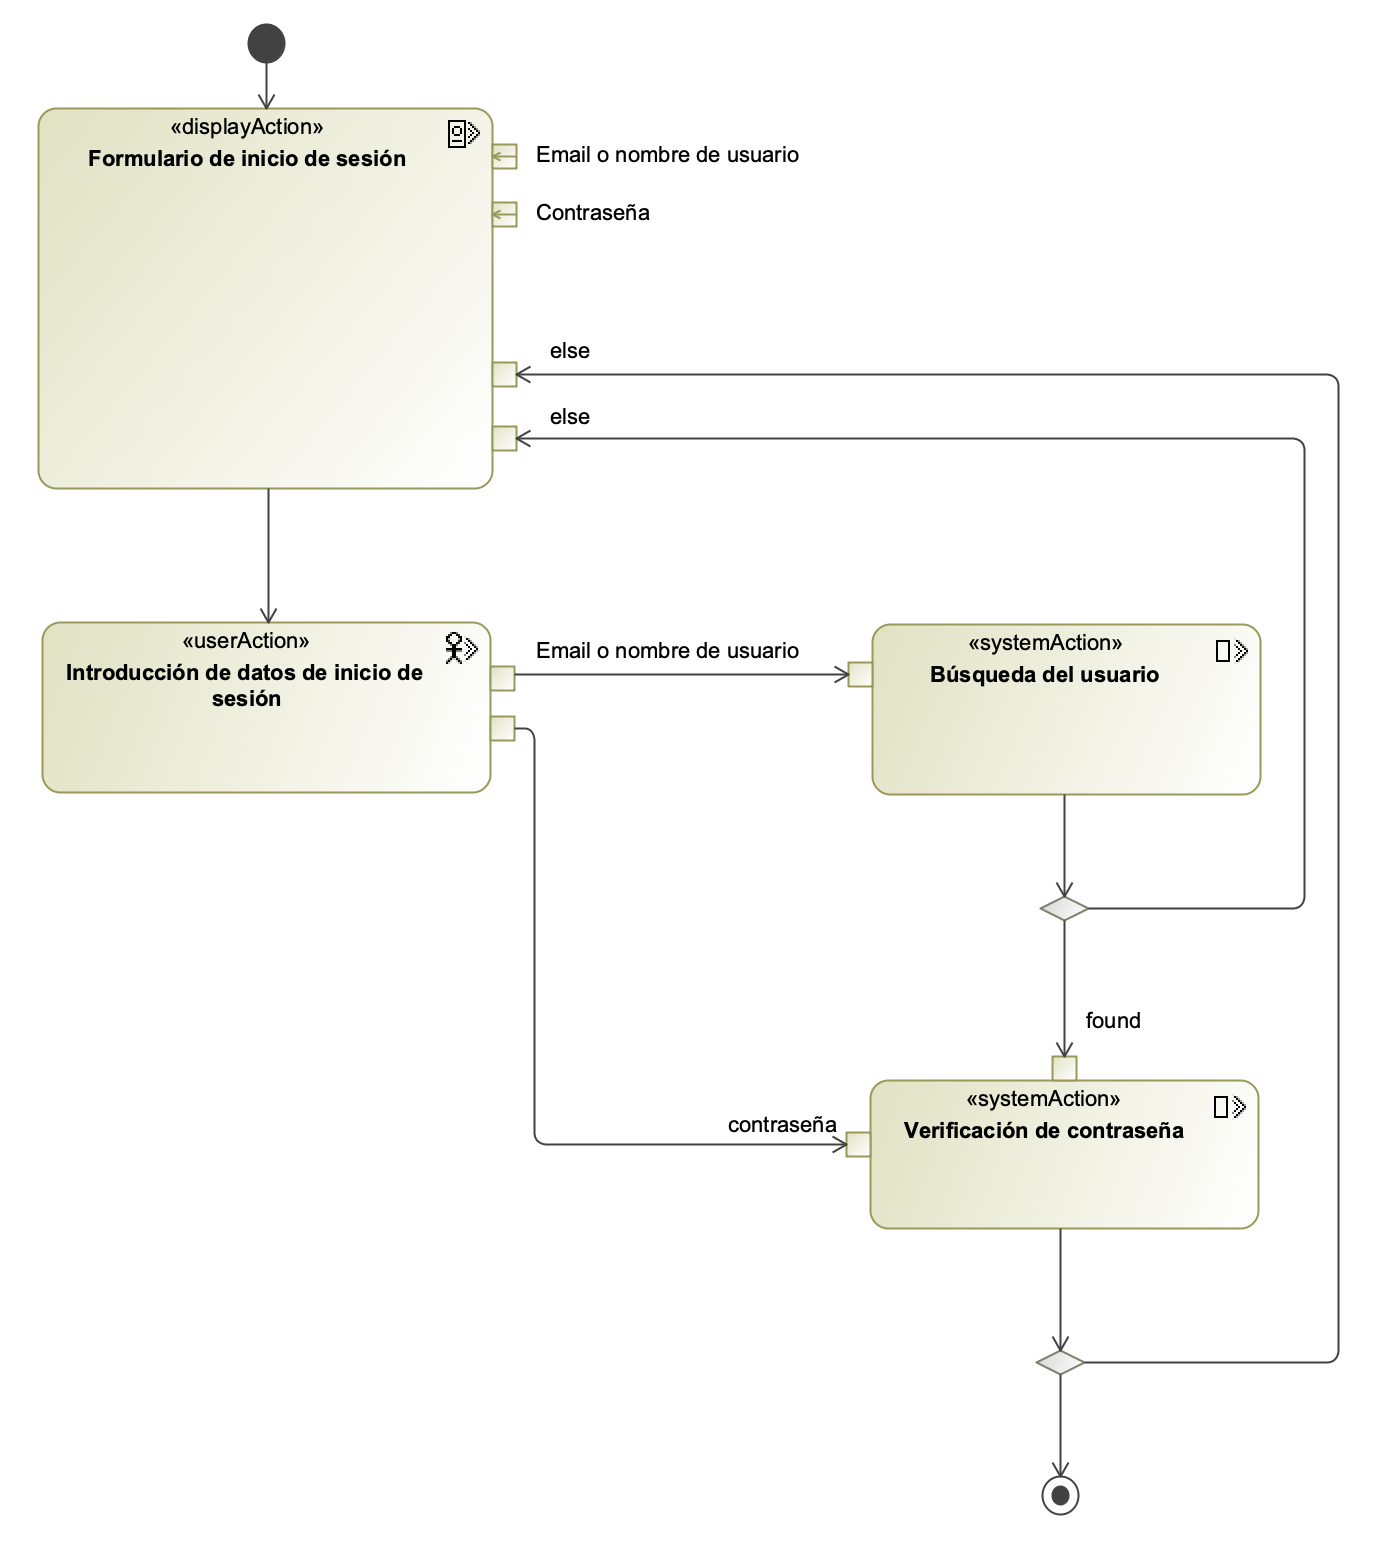 «displayAction»
Formulario de inicio de sesión
Email o nombre de usuario
Contraseña
else
else
«userAction»
Introducción de datos de inicio de
sesión
Email o nombre de usuario
«systemAction»
Búsqueda del usuario
found
contraseña
«systemAction»
Verificación de contraseña